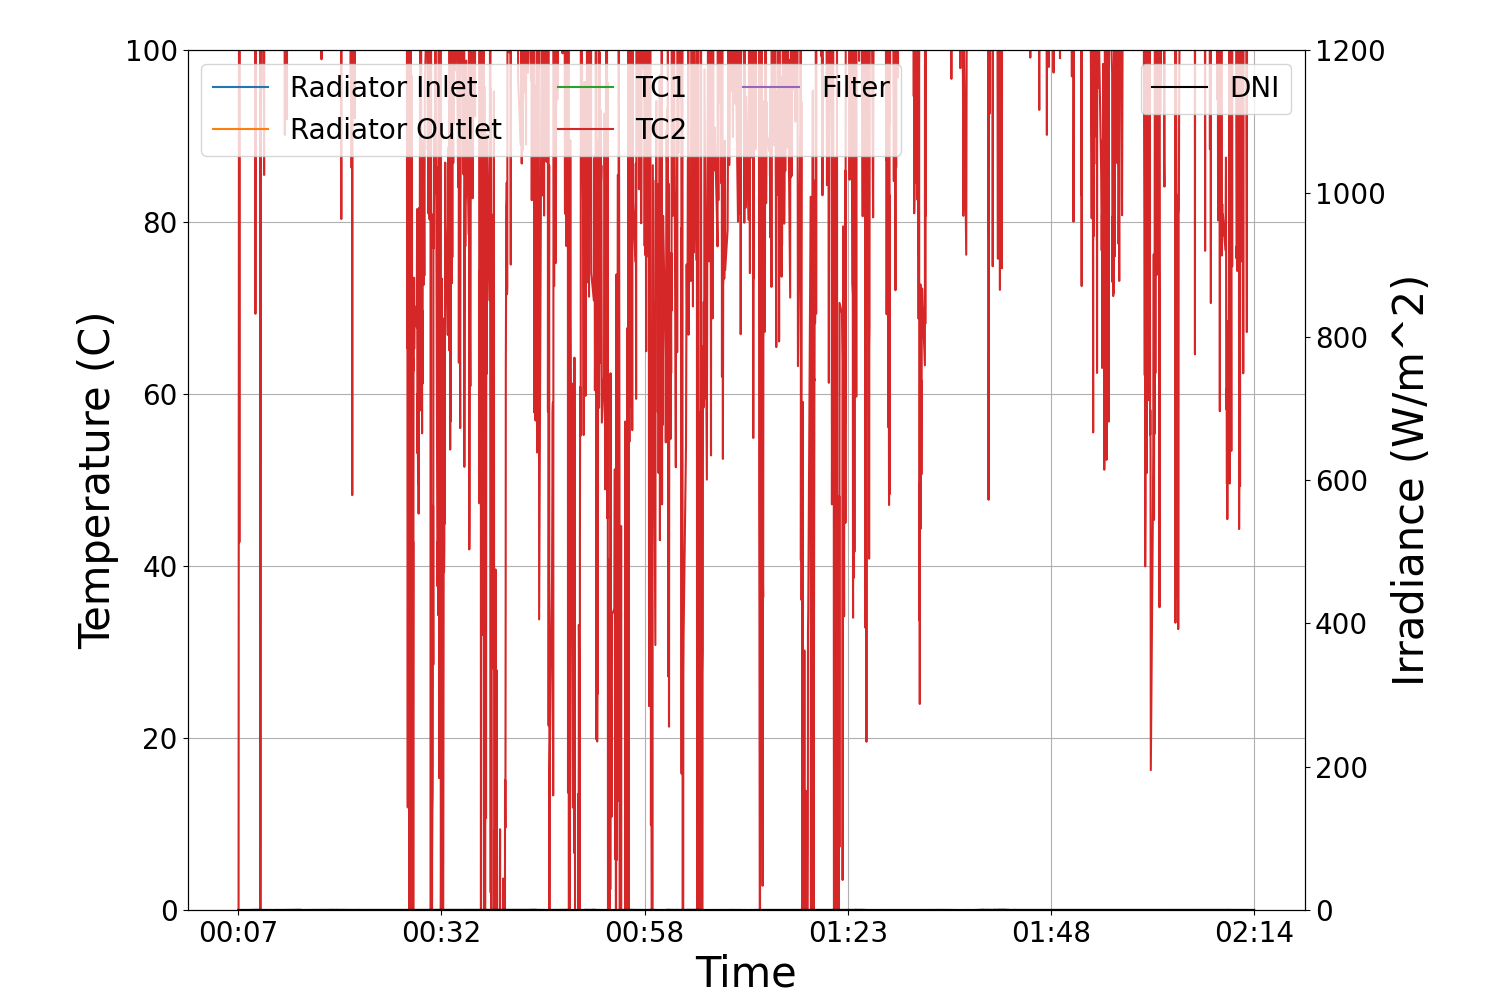 Radiator Inlet
Radiator Outlet
TC1
TC2
Filter
DNI
Temperature (C)
100
80
60
40
20
0
Irradiance (W/m^2)
1200
1000
800
600
400
200
0
00:07 00:32 00:58 01:23 01:48 02:14
Time